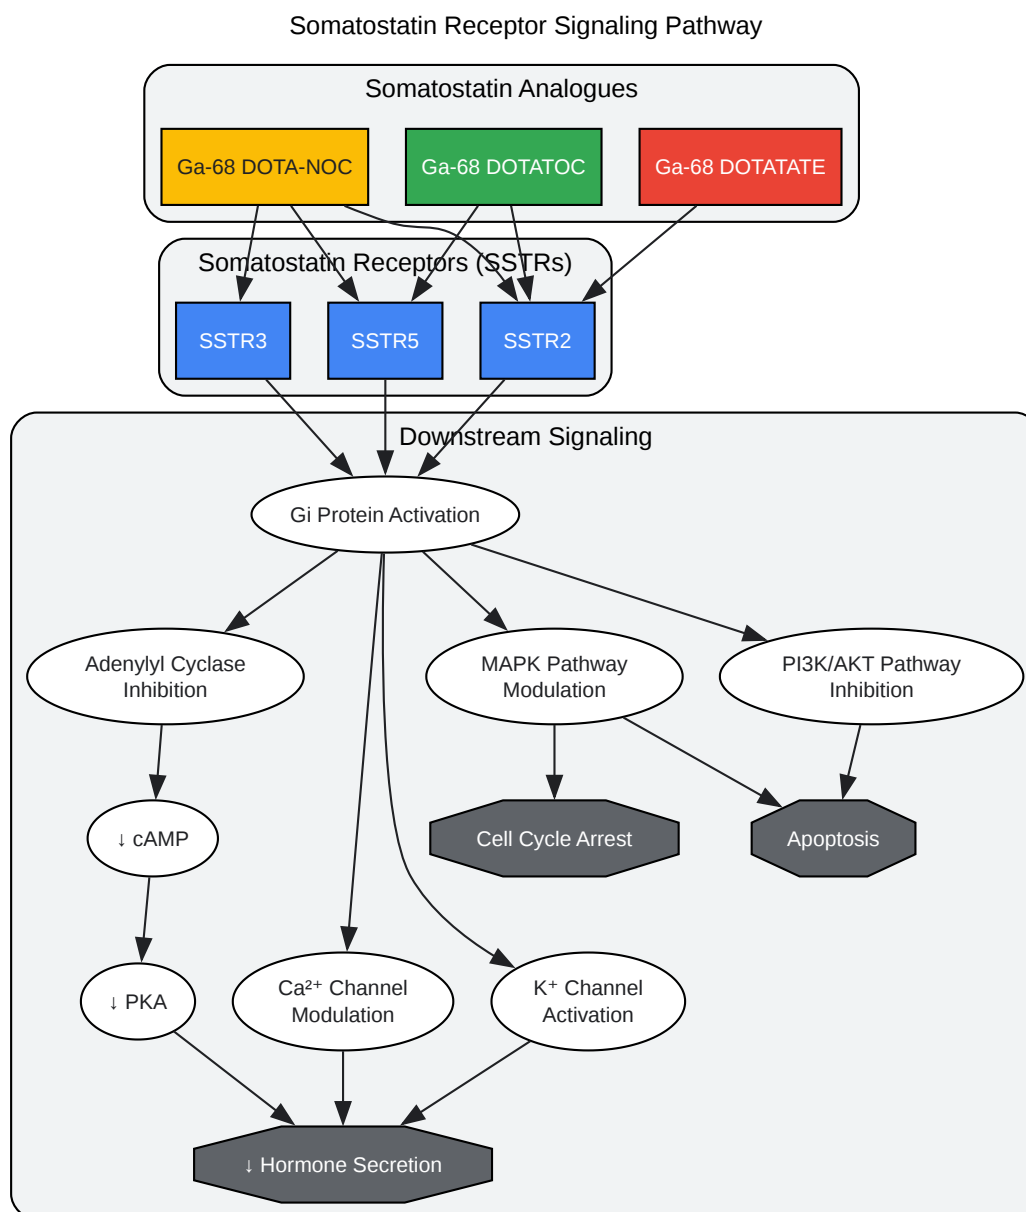 Somatostatin Receptor Signaling Pathway
Somatostatin Analogues
Ga-68 DOTA-NOC
Ga-68 DOTATOC
Ga-68 DOTATATE
Somatostatin Receptors (SSTRs)
SSTR3
SSTR5
SSTR2
Downstream Signaling
Gi Protein Activation
Adenylyl Cyclase
Inhibition
MAPK Pathway
Modulation
PI3K/AKT Pathway
Inhibition
↓ cAMP
Cell Cycle Arrest
Apoptosis
↓ PKA
Ca²⁺ Channel
Modulation
K⁺ Channel
Activation
↓ Hormone Secretion